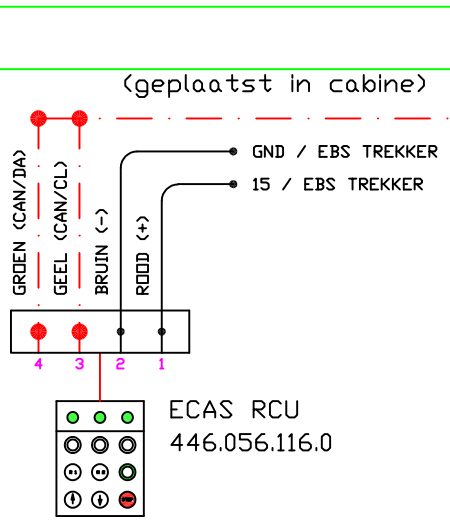 (geplaatst in cabine)
GND / EBS TREKKER
15 / EBS TREKKER
GROEN (CAN/DA)
GEEL (CAN/CL)
BRUIN (-)
ROOD (+)
4 3 2 1
ECAS RCU
446.056.116.0
STOP